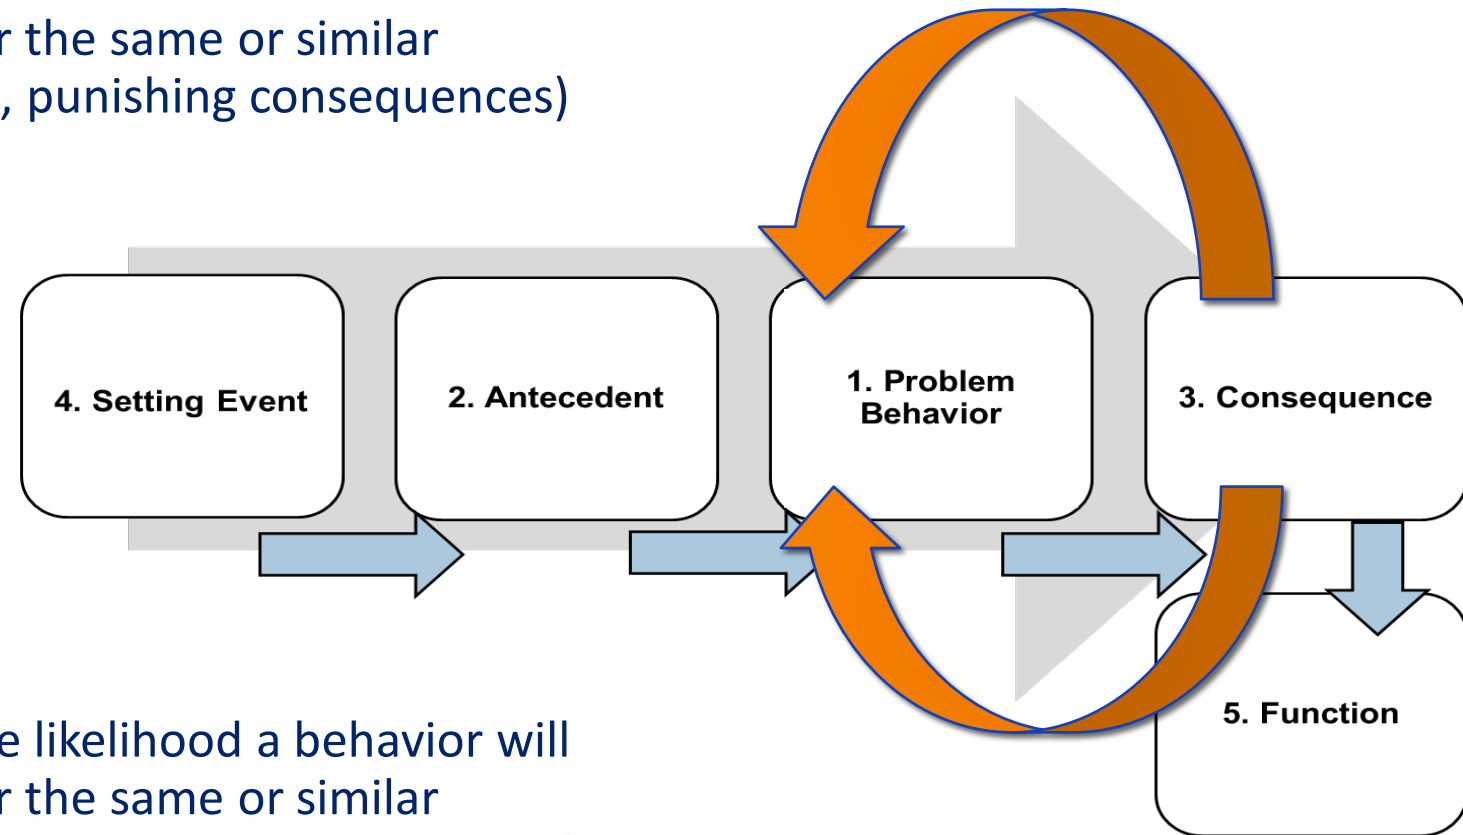 r the same or similar
, punishing consequences)
4. Setting Event
2. Antecedent
1. Problem
Behavior
3. Consequence
5. Function
e likelihood a behavior will
r the same or similar